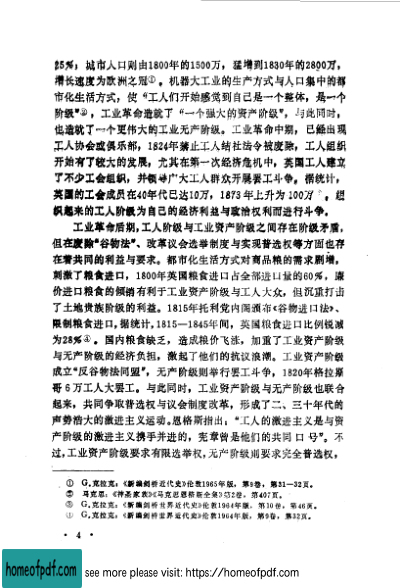 25%；城市人口则由1800年的1500万，猛增到1830年的2800万，
增长速度为欧洲之冠①。机器大工业的生产方式与人口集中的都
市化生活方式，使“工人们开始感觉到自己是一个整体，是一个
阶级”②，工业革命造就了“一个强大的资产阶级”，与此同时，
也造就了一个更伟大的工业无产阶级。工业革命中期，已经出现
工人协会或俱乐部，1824年禁止工人结社法令被废除，工人组织
开始有了较大的发展，尤其在第一次经济危机中，英国工人建立
了不少工会组织，并领导广大工人群众开展罢工斗争。据统计，
英国的工会成员在40年代已达10万，1873年上升为100万 。组
织起来的工人阶级为自己的经济利益与政治权利而进行斗争。
工业革命后期，工人阶级与工业资产阶级之间存在阶级矛盾，
但在废除“谷物法”、改革议会选举制度与实现普选权等方面也存
在着共同的利益与要求。都市化生活方式对商品粮的需求剧增，
刺激了粮食进口，1800年英国粮食进口占全部进口量的60%，廉
价进口粮食的倾销有利于工业资产阶级与工人大众，但沉重打击
了土地贵族阶级的利益。1815年托利党内阁颁布《谷物进口法》、
限制粮食进口，据统计，1815—1845年间，英国粮食进口比例锐减
为28%④。国内粮食缺乏，造成粮价飞涨，加重了工业资产阶级
与无产阶级的经济负担，激起了他们的抗议浪潮。工业资产阶级
成立“反谷物法同盟”，无产阶级则举行罢工斗争，1820年格拉斯
哥6万工人大罢工。与此同时，工业资产阶级与无产阶级也联合
起来，共同争取普选权与议会制度改革，形成了二、三十年代的
声势浩大的激进主义运动。恩格斯指出，“工人的激进主义是与资
产阶级的激进主义携手并进的，宪章曾是他们的共同口号”。不
过，工业资产阶级要求有限选举权，无产阶级则要求完全普选权，
① G，克拉克：《新编剑桥近代史》伦敦1965年版，第9卷，第31—32页。
② 马克思：《神圣家族》《马克思恩格斯全集》第2卷，第407页。
G，克拉克：《新编剑桥世界近代史》伦敦1964年版，第10卷，第46页。
G，克拉克：《新编剑桥世界近代史》伦敦1964年版，第9卷，第32页。
· 4 ·
homeofpdf.com
see more please visit: https://homeofpdf.com